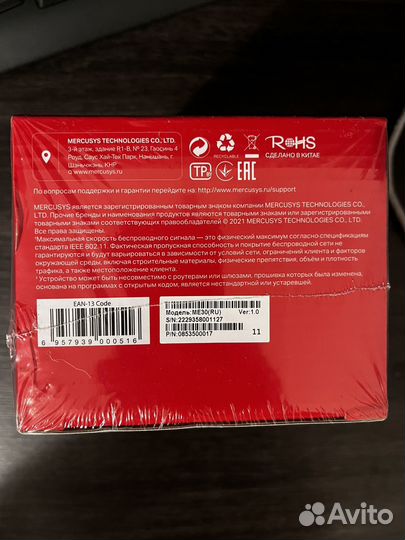 MERCUSYS TECHNOLOGIES CO., LTD.
3-й этаж, здание R1-B, № 23, Гаосинь 4
Роуд, Саус Хай-Тек Парк, Наньшань, г.
Шэньчжэнь, КНР
www.mercusys.ru
RECYCLABLE
RoHS
СДЕЛАНО В КИТАЕ
ТР
EAC
По вопросам поддержки и гарантии перейдите на: http://www.mercusys.ru/support
MERCUSYS является зарегистрированным товарным знаком компании MERCUSYS TECHNOLOGIES CO.,
LTD. Прочие бренды и наименования продуктов являются товарными знаками или зарегистрированными
товарными знаками соответствующих правообладателей. © 2021 MERCUSYS TECHNOLOGIES CO., LTD.
Все права защищены.
Максимальная скорость беспроводного сигнала — это физический максимум согласно спецификациям
стандарта IEEE 802.11. Фактическая пропускная способность и покрытие беспроводной сети не
гарантируются и будут варьироваться в зависимости от условий сети, ограничений клиента и факторов
окружающей среды, включая строительные материалы, физические препятствия, объём и плотность
трафика, а также местоположение клиента.
Устройство может быть несовместимо с роутерами или шлюзами, прошивка которых была изменена,
основана на программах с открытым кодом, является нестандартной или устаревшей.
EAN-13 Code
6 957939 000516
Модель:ME30(RU) Ver:1.0
S/N:2229358001127
P/N:0853500017
11
Avito